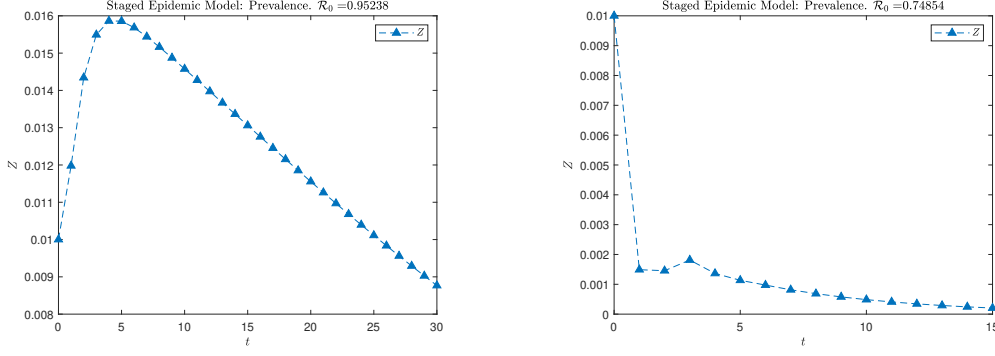 Staged Epidemic Model: Prevalence. R₀ =0.95238
0.016
0.015
0.014
0.013
0.012
0.011
0.01
0.009
0.008
Z
Z
0 5 10 15 20 25 30
t
Staged Epidemic Model: Prevalence. R₀ =0.74854
0.01
0.009
0.008
0.007
0.006
0.005
0.004
0.003
0.002
0.001
0
Z
Z
0 5 10 15
t